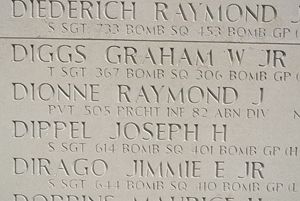 DIEDERICH RAYMOND J
S SGT 733 BOMB SQ 453 BOMB GP (
DIGGS GRAHAM W JR
T SGT 367 BOMB SQ 306 BOMB GP (
DIONNE RAYMOND J
PVT 505 PRCHT INF 82 ABN DIV N
DIPPEL JOSEPH H
S SGT 614 BOMB SQ 401 BOMB GP (H
DIRAGO JIMMIE E JR
S SGT 644 BOMB SQ 410 BOMB GP (L
DOBBINS MAURICE H